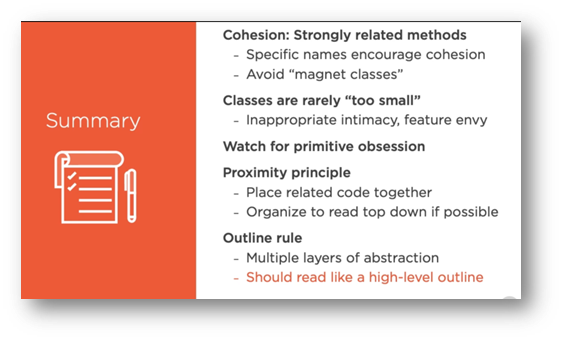 Summary
Cohesion: Strongly related methods
- Specific names encourage cohesion
- Avoid “magnet classes”
Classes are rarely “too small”
- Inappropriate intimacy, feature envy
Watch for primitive obsession
Proximity principle
- Place related code together
- Organize to read top down if possible
Outline rule
- Multiple layers of abstraction
- Should read like a high-level outline